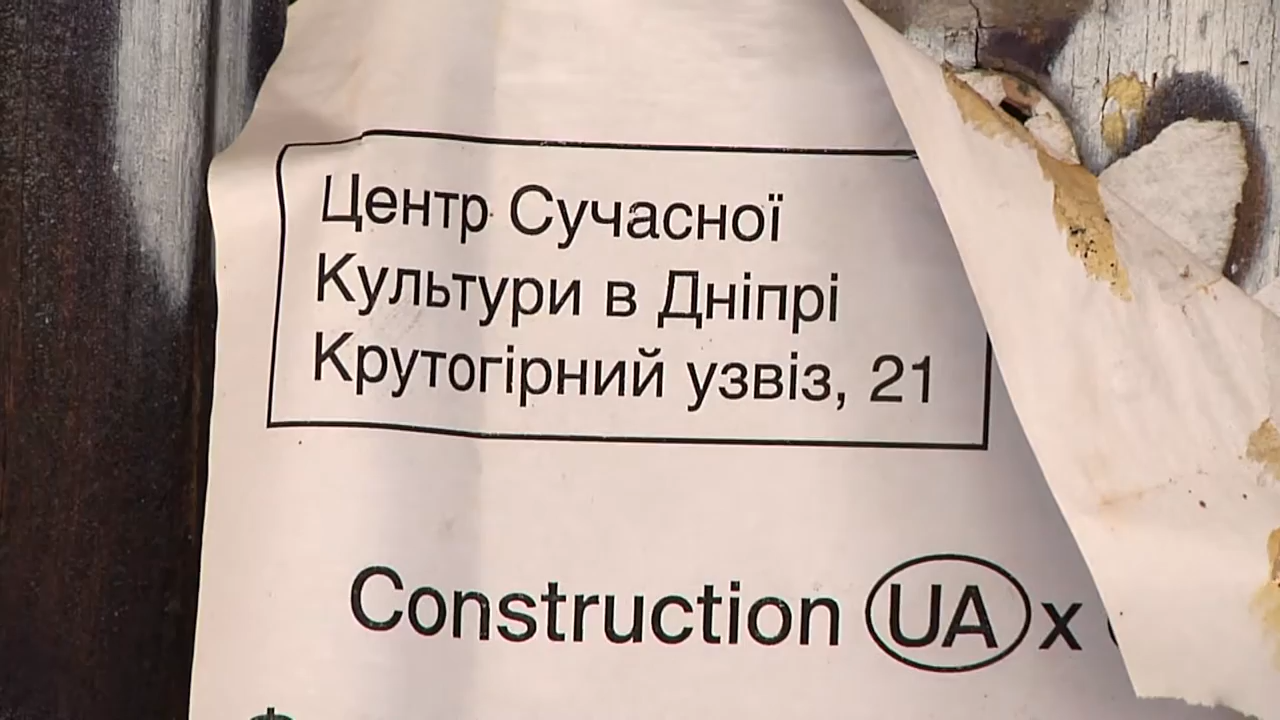 Центр Сучасної
Культури в Дніпрі
Крутогірний узвіз, 21
Construction UA x